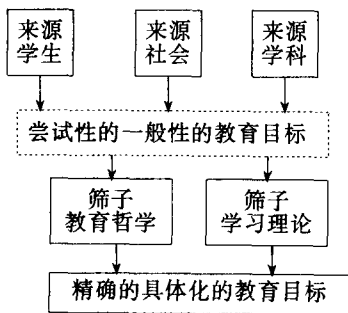 来源 来源 来源
学生 社会 学科
尝试性的一般性的教育目标
筛子 筛子
教育哲学 学习理论
精确的具体化的教育目标